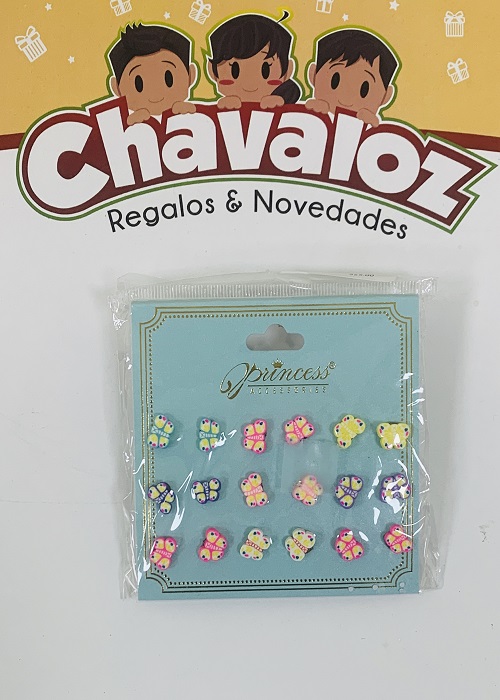 Chavaloz
Regalos & Novedades
Princess®
ACCESSORIES